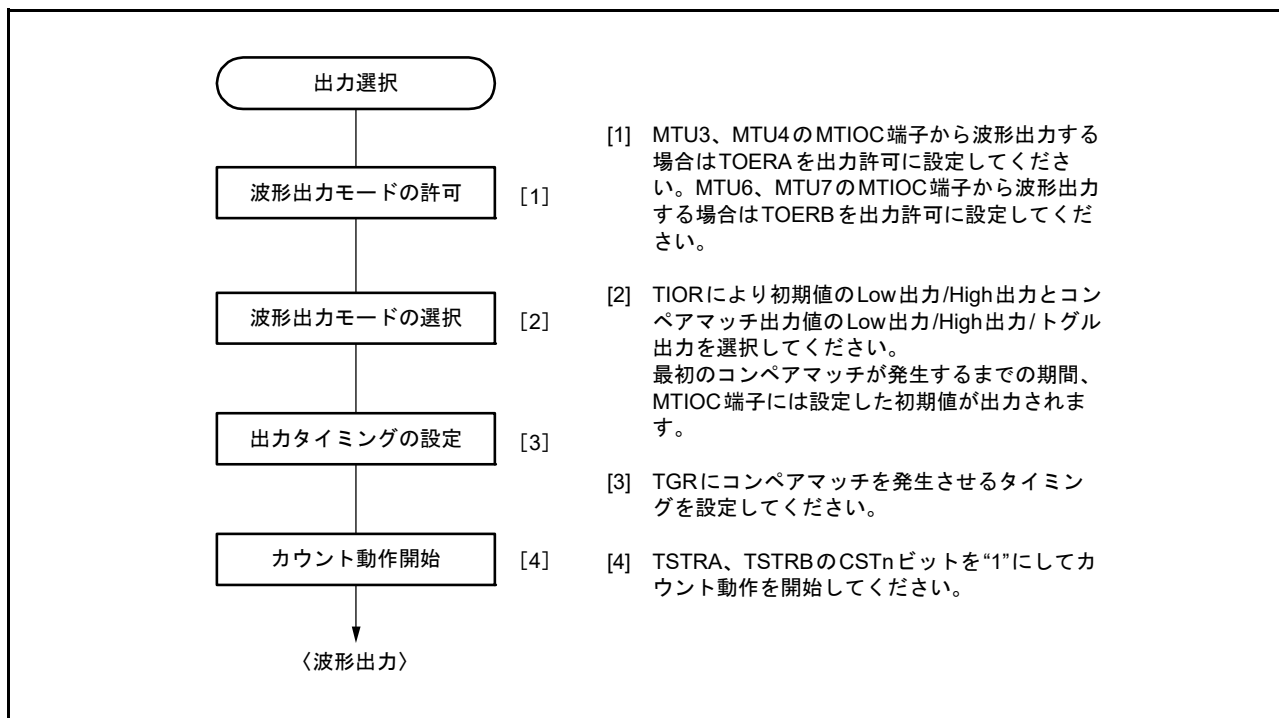 出力選択
波形出力モードの許可 [1]
波形出力モードの選択 [2]
出力タイミングの設定 [3]
カウント動作開始 [4]
〈波形出力〉
[1] MTU3、MTU4のMTIOC端子から波形出力する
場合はTOERAを出力許可に設定してくださ
い。MTU6、MTU7のMTIOC端子から波形出力
する場合はTOERBを出力許可に設定してくだ
さい。
[2] TIORにより初期値のLow出力/High出力とコン
ペアマッチ出力値のLow出力/High出力/トグル
出力を選択してください。
最初のコンペアマッチが発生するまでの期間、
MTIOC端子には設定した初期値が出力されま
す。
[3] TGRにコンペアマッチを発生させるタイミン
グを設定してください。
[4] TSTRA、TSTRBのCSTnビットを“1”にしてカ
ウント動作を開始してください。